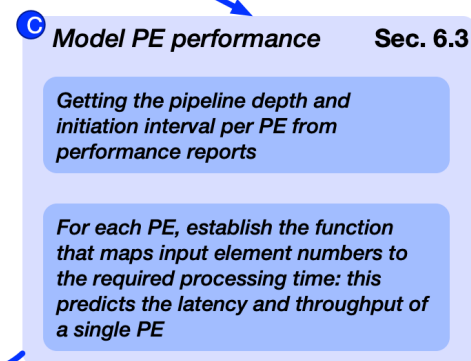 C
Model PE performance Sec. 6.3
Getting the pipeline depth and
initiation interval per PE from
performance reports
For each PE, establish the function
that maps input element numbers to
the required processing time: this
predicts the latency and throughput of
a single PE